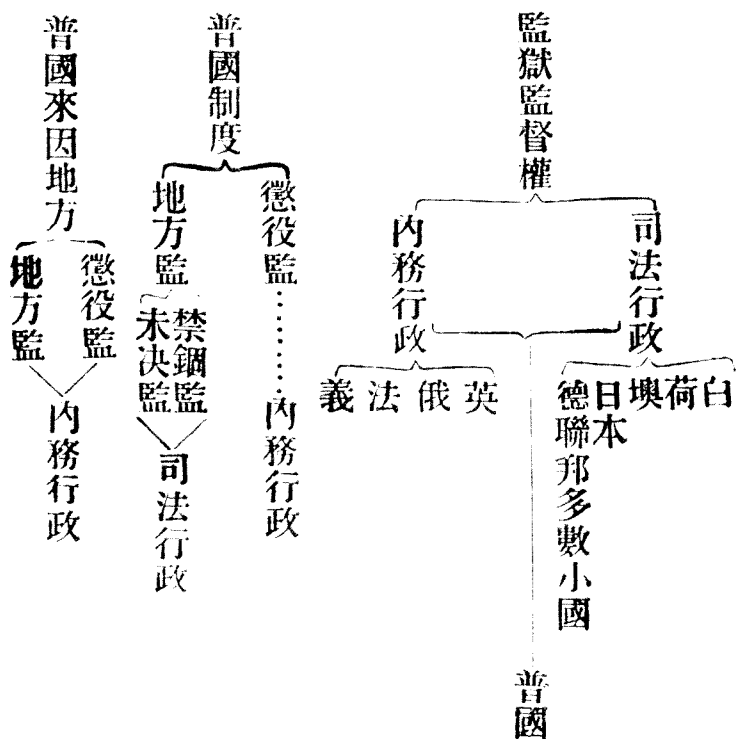 監獄監督權
司法行政
白
荷
墺
日本
德聯邦多數小國
內務行政
英
俄
法
義
普國
普國制度
懲役監………內務行政
地方監
禁錮監
未決監
司法行政
普國來因地方
懲役監
地方監
內務行政